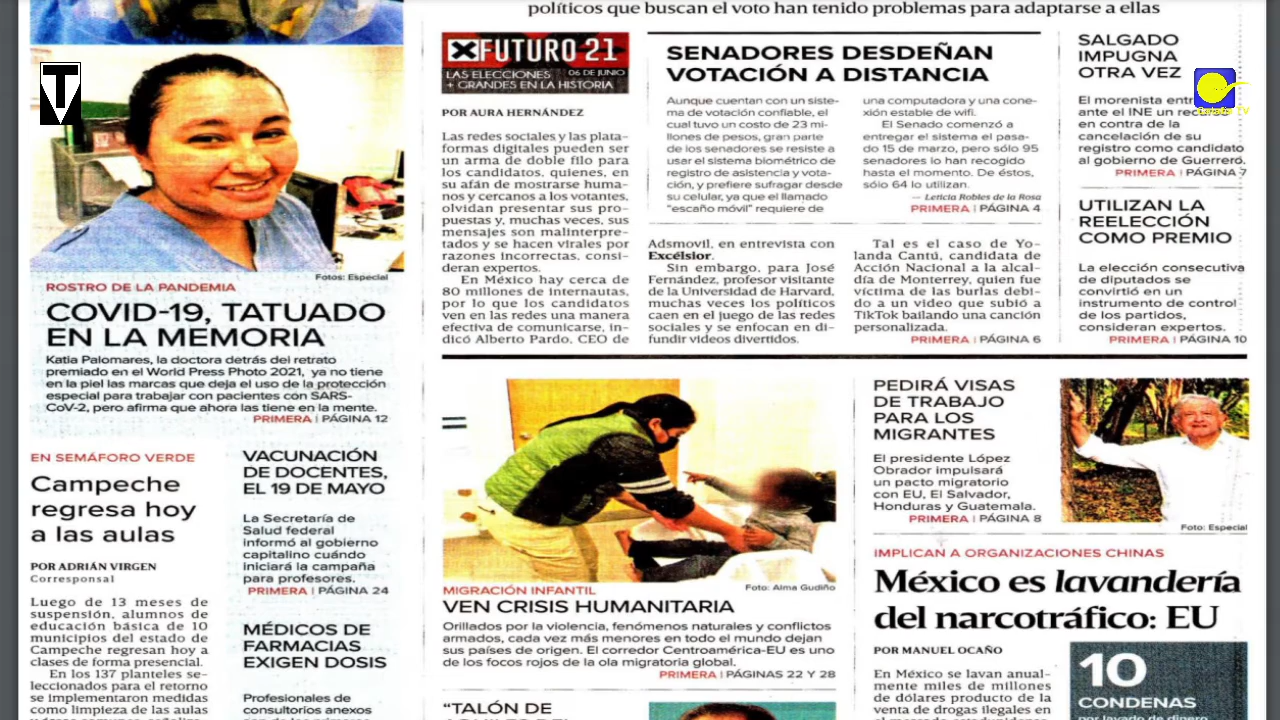 políticos que buscan el voto han tenido problemas para adaptarse a ellas
T
FUTURO 21
LAS ELECCIONES 06 DE JUNIO
+ GRANDES EN LA HISTORIA
POR AURA HERNÁNDEZ
Las redes sociales y las plata-
formas digitales pueden ser
un arma de doble filo para
los candidatos, quienes, en
su afán de mostrarse huma-
nos y cercanos a los votantes,
olvidan presentar sus pro-
puestas y, muchas veces, sus
mensajes son malinterpre-
tados y se hacen virales por
razones incorrectas, consi-
deran expertos.
En México hay cerca de
80 millones de internautas,
por lo que los candidatos
ven en las redes una manera
efectiva de comunicarse, in-
dicó Alberto Pardo, CEO de
Adsmovil, en entrevista con
Excélsior.
Sin embargo, para José
Fernández, profesor visitante
de la Universidad de Harvard,
muchas veces los políticos
caen en el juego de las redes
sociales y se enfocan en di-
fundir videos divertidos.
Tal es el caso de Yo-
landa Cantú, candidata de
Acción Nacional a la alcal-
día de Monterrey, quien fue
víctima de las burlas debi-
do a un video que subió a
TikTok bailando una canción
personalizada.
PRIMERA | PÁGINA 6
SENADORES DESDEÑAN
VOTACIÓN A DISTANCIA
Aunque cuentan con un siste-
ma de votación confiable, el
cual tuvo un costo de 23 mi-
llones de pesos, gran parte
de los senadores se resiste a
usar el sistema biométrico de
registro de asistencia y vota-
ción, y prefiere sufragar desde
su celular, ya que el llamado
"escaño móvil" requiere de
una computadora y una cone-
xión estable de wifi.
El Senado comenzó a
entregar el sistema el pasa-
do 15 de marzo, pero sólo 95
senadores lo han recogido
hasta el momento. De éstos,
sólo 64 lo utilizan.
— Leticia Robles de la Rosa
PRIMERA | PÁGINA 4
SALGADO
IMPUGNA
OTRA VEZ
El morenista
ante el INE un recurso
en contra de la
cancelación de su
registro como candidato
al gobierno de Guerrero.
PRIMERA | PÁGINA 7
UTILIZAN LA
REELECCIÓN
COMO PREMIO
La elección consecutiva
de diputados se
convirtió en un
instrumento de control
de los partidos,
consideran expertos.
PRIMERA | PÁGINA 10
Fotos: Especial
ROSTRO DE LA PANDEMIA
COVID-19, TATUADO
EN LA MEMORIA
Katia Palomares, la doctora detrás del retrato
premiado en el World Press Photo 2021, ya no tiene
en la piel las marcas que deja el uso de la protección
especial para trabajar con pacientes con SARS-
CoV-2, pero afirma que ahora las tiene en la mente.
PRIMERA | PÁGINA 12
EN SEMÁFORO VERDE
Campeche
regresa hoy
a las aulas
POR ADRIÁN VIRGEN
Corresponsal
Luego de 13 meses de
suspensión, alumnos de
educación básica de 10
municipios del estado de
Campeche regresan hoy a
clases de forma presencial.
En los 137 planteles se-
leccionados para el retorno
se implementaron medidas
como limpieza de las aulas
VACUNACIÓN
DE DOCENTES,
EL 19 DE MAYO
La Secretaría de
Salud federal
informó al gobierno
capitalino cuándo
iniciará la campaña
para profesores.
PRIMERA | PÁGINA 24
MÉDICOS DE
FARMACIAS
EXIGEN DOSIS
Profesionales de
consultorios anexos
Foto: Alma Gudiño
MIGRACIÓN INFANTIL
VEN CRISIS HUMANITARIA
Orillados por la violencia, fenómenos naturales y conflictos
armados, cada vez más menores en todo el mundo dejan
sus países de origen. El corredor Centroamérica-EU es uno
de los focos rojos de la ola migratoria global.
PRIMERA | PÁGINAS 22 Y 28
"TALÓN DE
PEDIRÁ VISAS
DE TRABAJO
PARA LOS
MIGRANTES
El presidente López
Obrador impulsará
un pacto migratorio
con EU, El Salvador,
Honduras y Guatemala.
PRIMERA | PÁGINA 8
Foto: Especial
IMPLICAN A ORGANIZACIONES CHINAS
México es lavandería
del narcotráfico: EU
POR MANUEL OCAÑO
En México se lavan anual-
mente miles de millones
de dólares producto de la
venta de drogas ilegales en
10
CONDENAS
por lavado de dinero